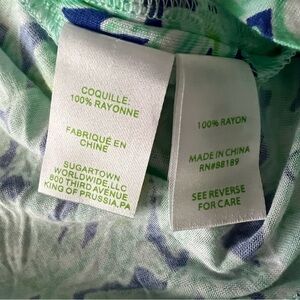 COQUILLE:
100% RAYONNE
FABRIQUÉ EN
CHINE
SUGARTOWN
WORLDWIDE, LLC
800 THIRD AVENUE
KING OF PRUSSIA, PA
100% RAYON
MADE IN CHINA
RN#98189
SEE REVERSE
FOR CARE